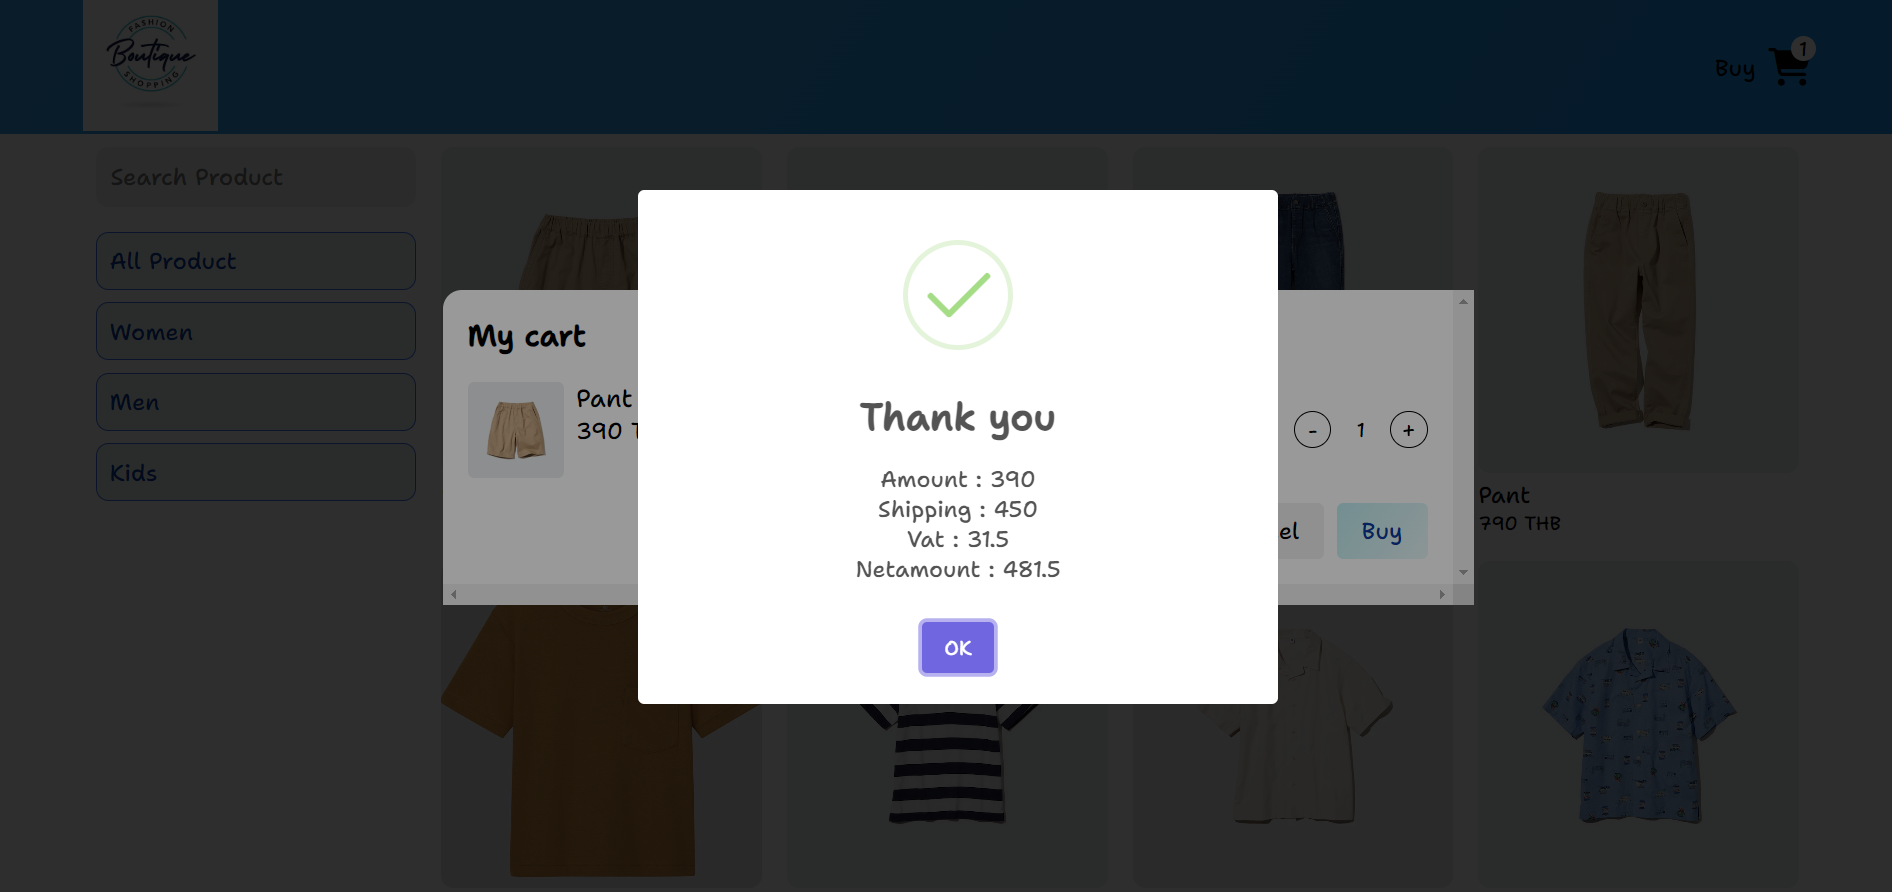 FASHION
Boutique
SHOPPING
Buy
1
Search Product
All Product
Women
Men
Kids
My cart
Pant
390
- 1 +
Buy
Thank you
Amount : 390
Shipping : 450
Vat : 31.5
Netamount : 481.5
OK
Pant
790 THB